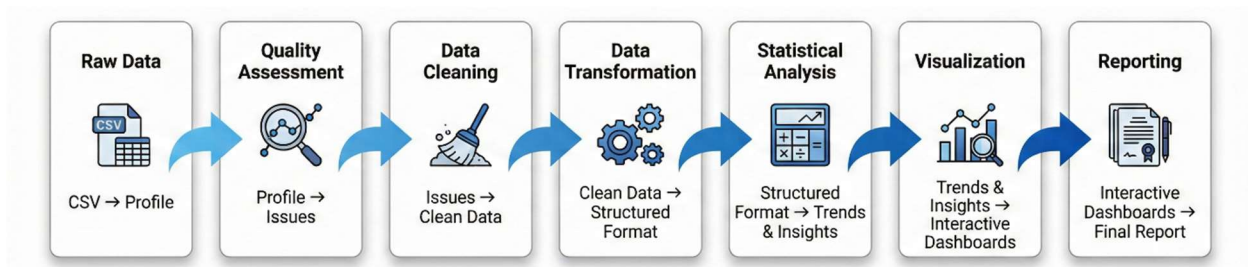 Raw Data
CSV
CSV → Profile
Quality
Assessment
Profile →
Issues
Data
Cleaning
Issues →
Clean Data
Data
Transformation
Clean Data →
Structured
Format
Statistical
Analysis
+ −
× ÷ =
Structured
Format → Trends
& Insights
Visualization
Trends &
Insights →
Interactive
Dashboards
Reporting
Interactive
Dashboards →
Final Report